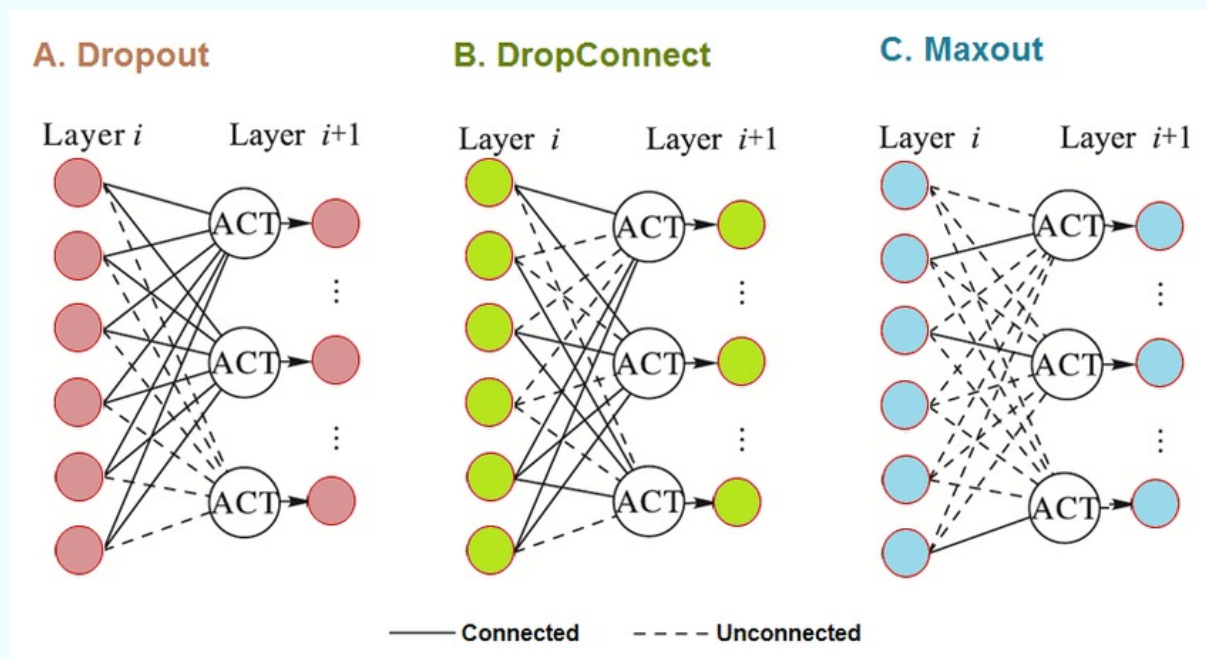 A. Dropout
Layer i
Layer i+1
ACT
ACT
ACT
B. DropConnect
Layer i
Layer i+1
ACT
ACT
ACT
C. Maxout
Layer i
Layer i+1
ACT
ACT
ACT
Connected
Unconnected